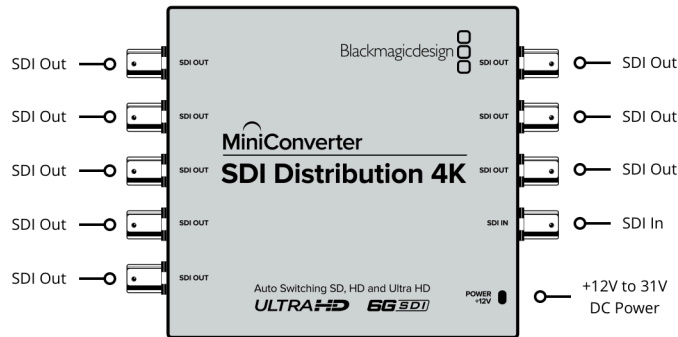 Blackmagicdesign
SDI Out SDI OUT SDI OUT SDI Out
SDI Out SDI OUT SDI OUT SDI Out
MiniConverter
SDI Out SDI OUT SDI Distribution 4K SDI OUT SDI Out
SDI Out SDI OUT SDI IN SDI In
SDI Out SDI OUT
Auto Switching SD, HD and Ultra HD
ULTRA HD 6G SDI
POWER
+12V
+12V to 31V
DC Power